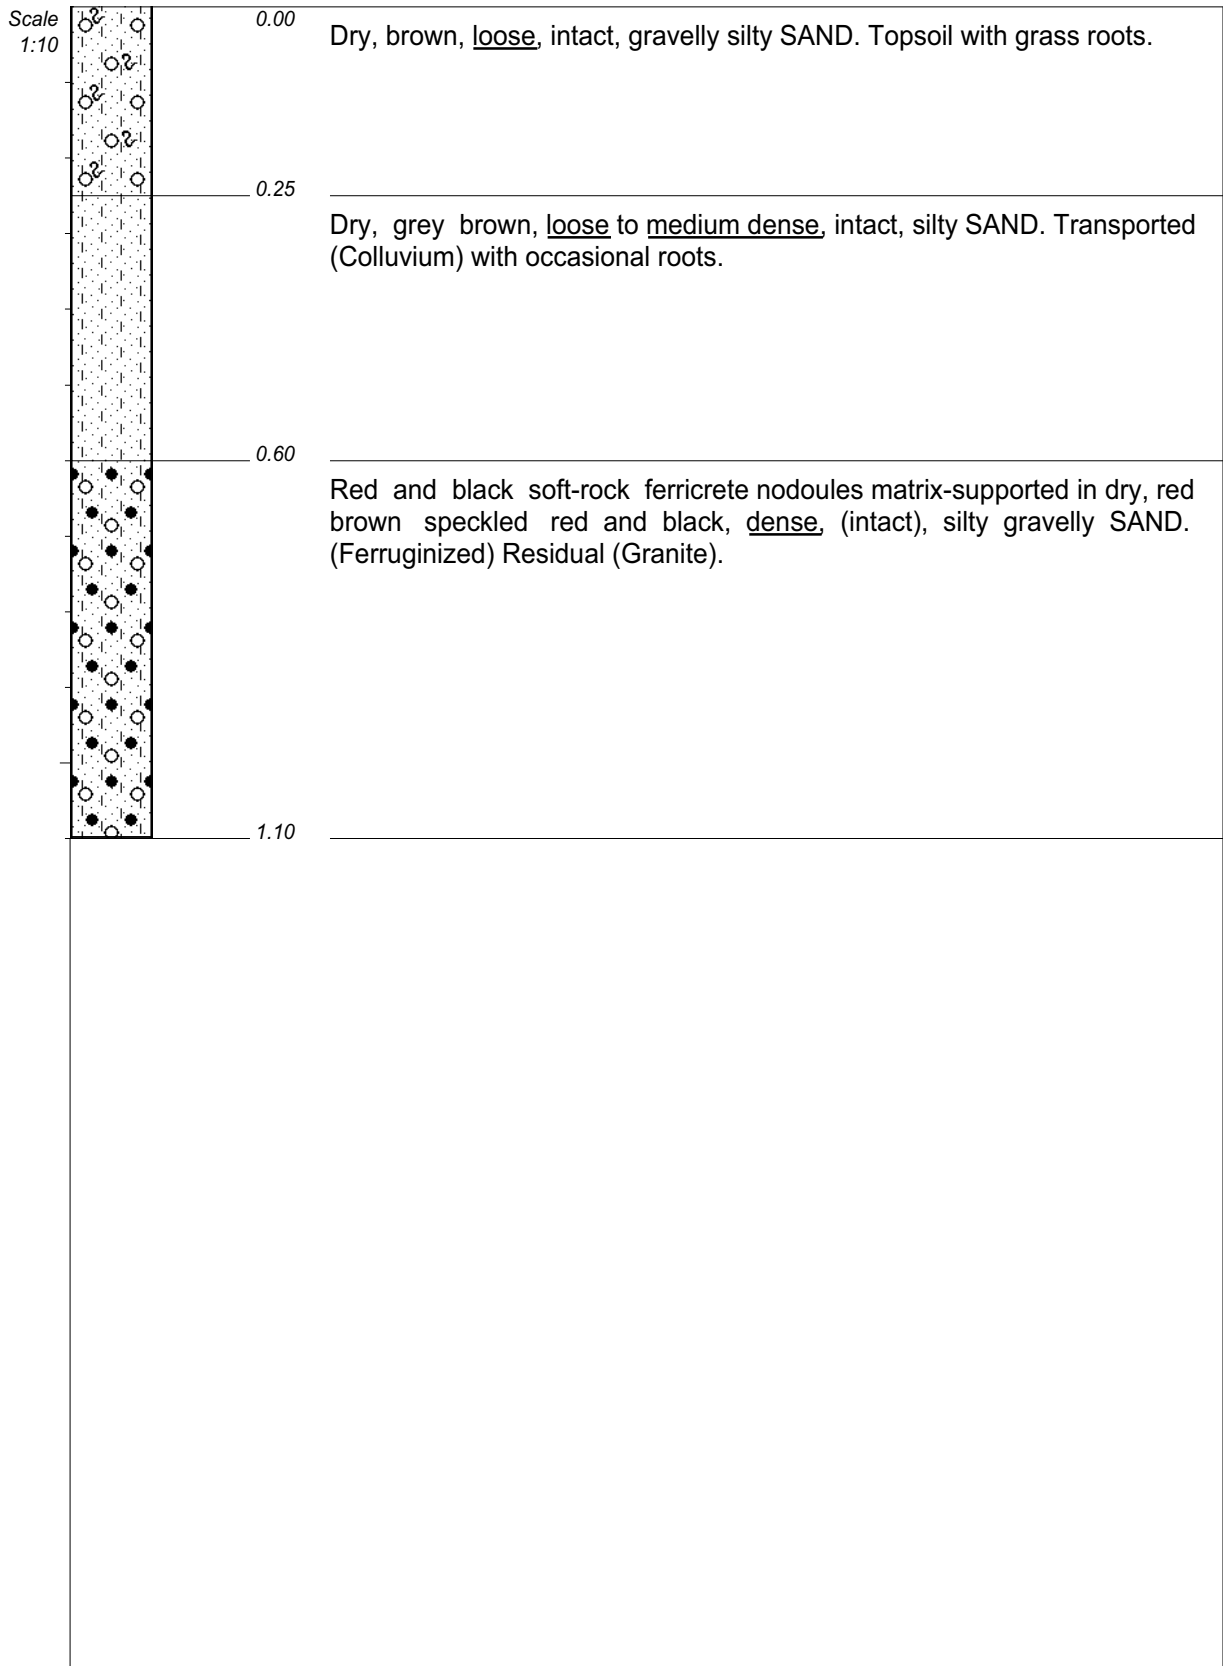 Scale
1:10
0.00
Dry, brown, loose, intact, gravelly silty SAND. Topsoil with grass roots.
0.25
Dry, grey brown, loose to medium dense, intact, silty SAND. Transported
(Colluvium) with occasional roots.
0.60
Red and black soft-rock ferricrete nodoules matrix-supported in dry, red
brown speckled red and black, dense, (intact), silty gravelly SAND.
(Ferruginized) Residual (Granite).
1.10